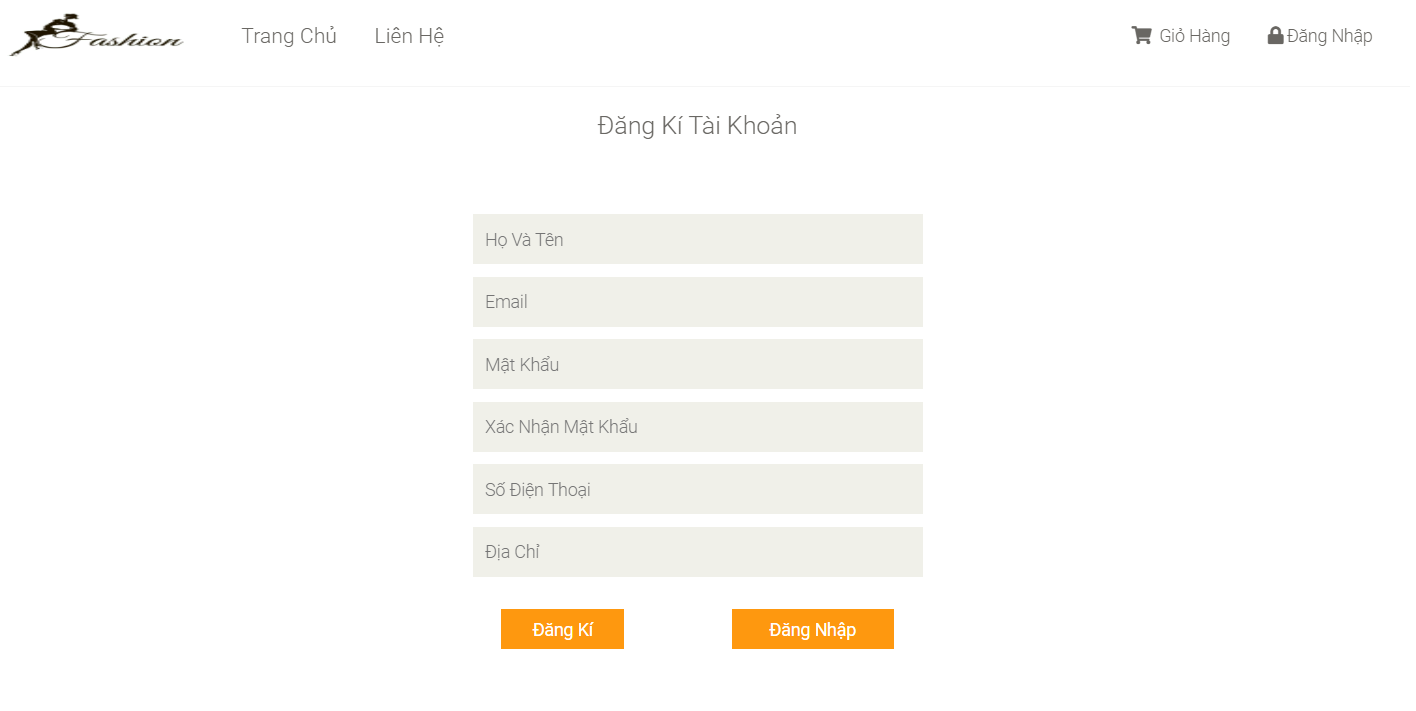 Fashion
Trang Chủ
Liên Hệ
Giỏ Hàng
Đăng Nhập
Đăng Kí Tài Khoản
Họ Và Tên
Email
Mật Khẩu
Xác Nhận Mật Khẩu
Số Điện Thoại
Địa Chỉ
Đăng Kí
Đăng Nhập